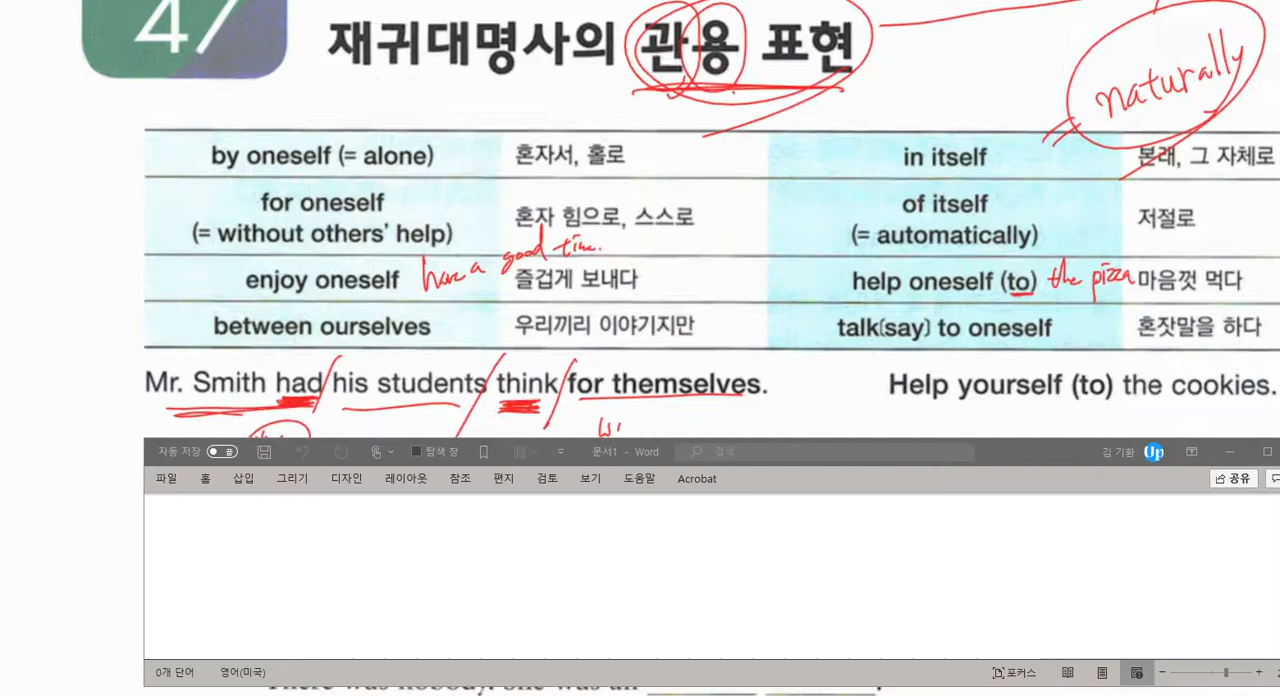 47 재귀대명사의 관용 표현
naturally
by oneself (= alone) 혼자서, 홀로 in itself 본래, 그 자체로
for oneself (= without others' help) 혼자 힘으로, 스스로 of itself (= automatically) 저절로
have a good time.
enjoy oneself 즐겁게 보내다 help oneself (to) the pizza 마음껏 먹다
between ourselves 우리끼리 이야기지만 talk(say) to oneself 혼잣말을 하다
Mr. Smith had / his students / think / for themselves. Help yourself (to) the cookies.
자동 저장 끔 탐색 창 문서1 - Word 검색 김 기환 Up
파일 홈 삽입 그리기 디자인 레이아웃 참조 편지 검토 보기 도움말 Acrobat 공유
0개 단어 영어(미국) 포커스
There was nobody. She was all